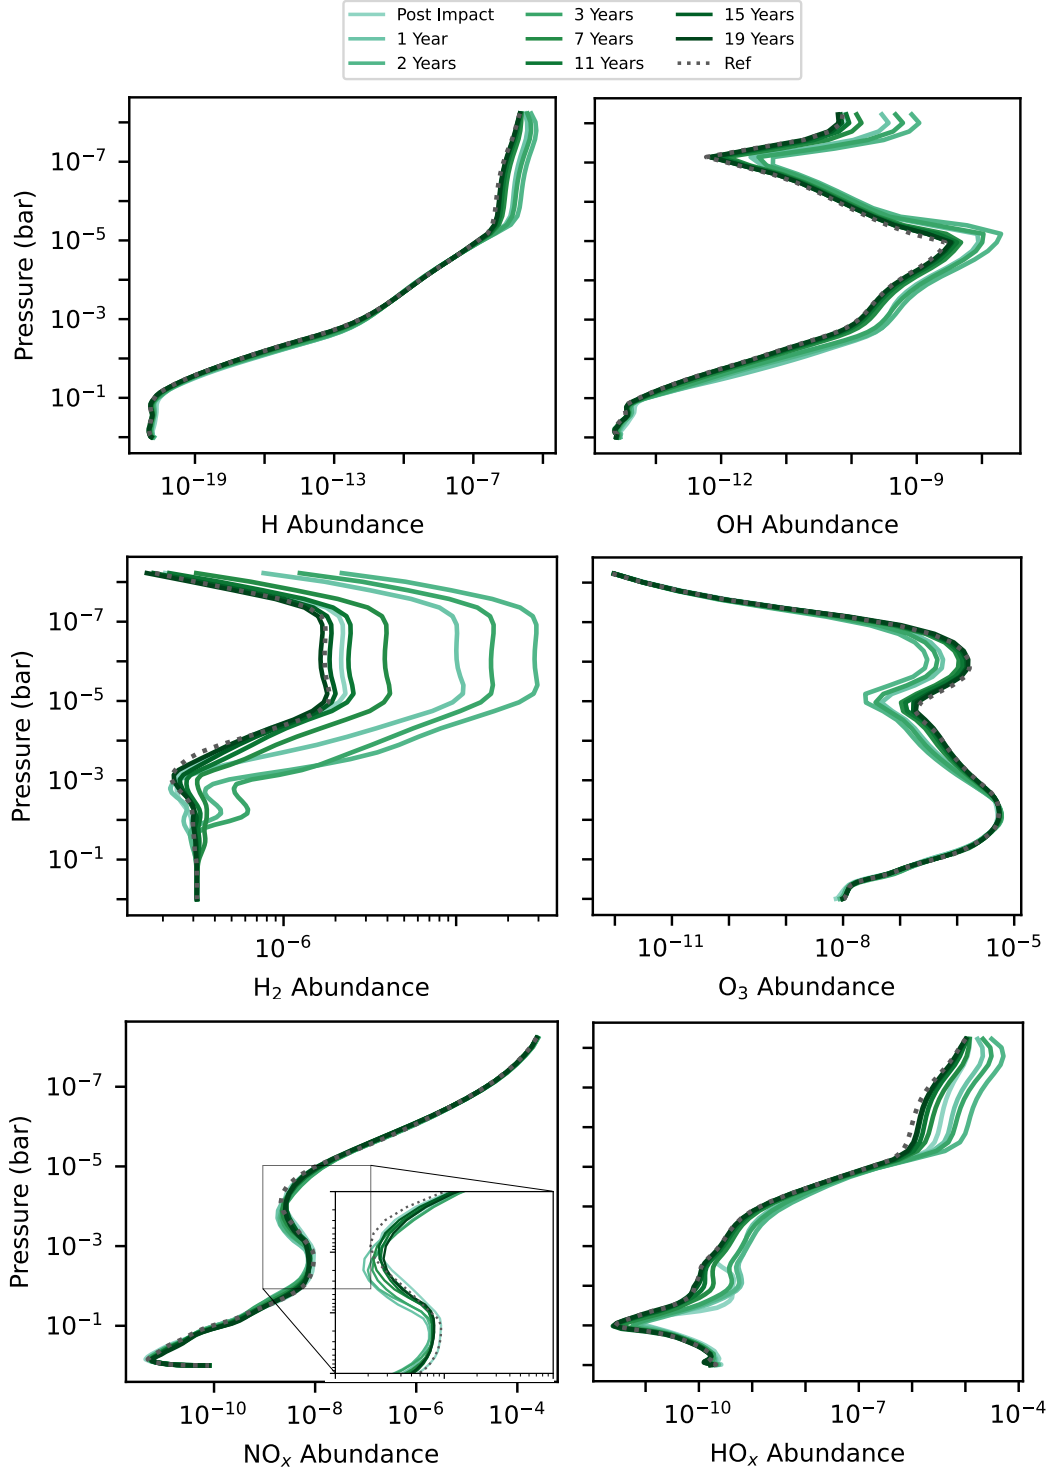 Post Impact 3 Years 15 Years
1 Year 7 Years 19 Years
2 Years 11 Years Ref
Pressure (bar)
10⁻⁷
10⁻⁵
10⁻³
10⁻¹
10⁻¹⁹ 10⁻¹³ 10⁻⁷
H Abundance
10⁻¹² 10⁻⁹
OH Abundance
Pressure (bar)
10⁻⁷
10⁻⁵
10⁻³
10⁻¹
10⁻⁶
H₂ Abundance
10⁻¹¹ 10⁻⁸ 10⁻⁵
O₃ Abundance
Pressure (bar)
10⁻⁷
10⁻⁵
10⁻³
10⁻¹
10⁻¹⁰ 10⁻⁸ 10⁻⁶ 10⁻⁴
NOₓ Abundance
10⁻¹⁰ 10⁻⁷ 10⁻⁴
HOₓ Abundance